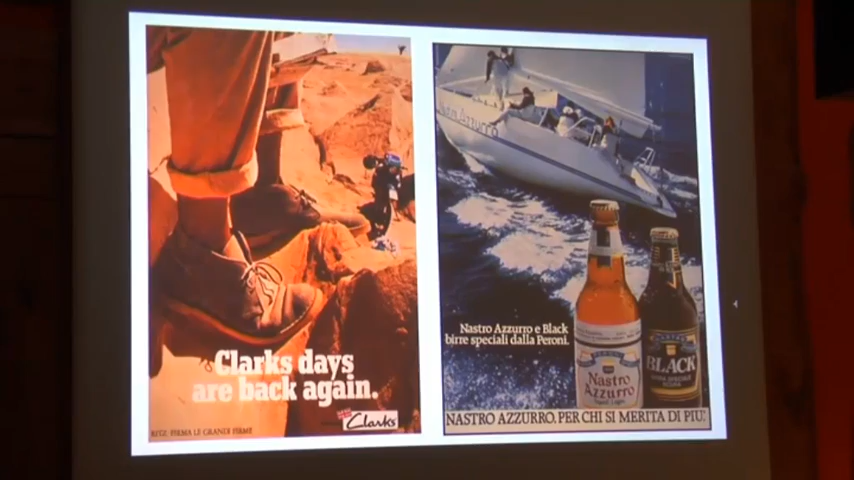 Clarks days
are back again.
Clarks
Nastro Azzurro e Black
birre speciali dalla Peroni.
PERONI
Nastro
Azzurro
BLACK
NASTRO AZZURRO. PER CHI SI MERITA DI PIÙ.